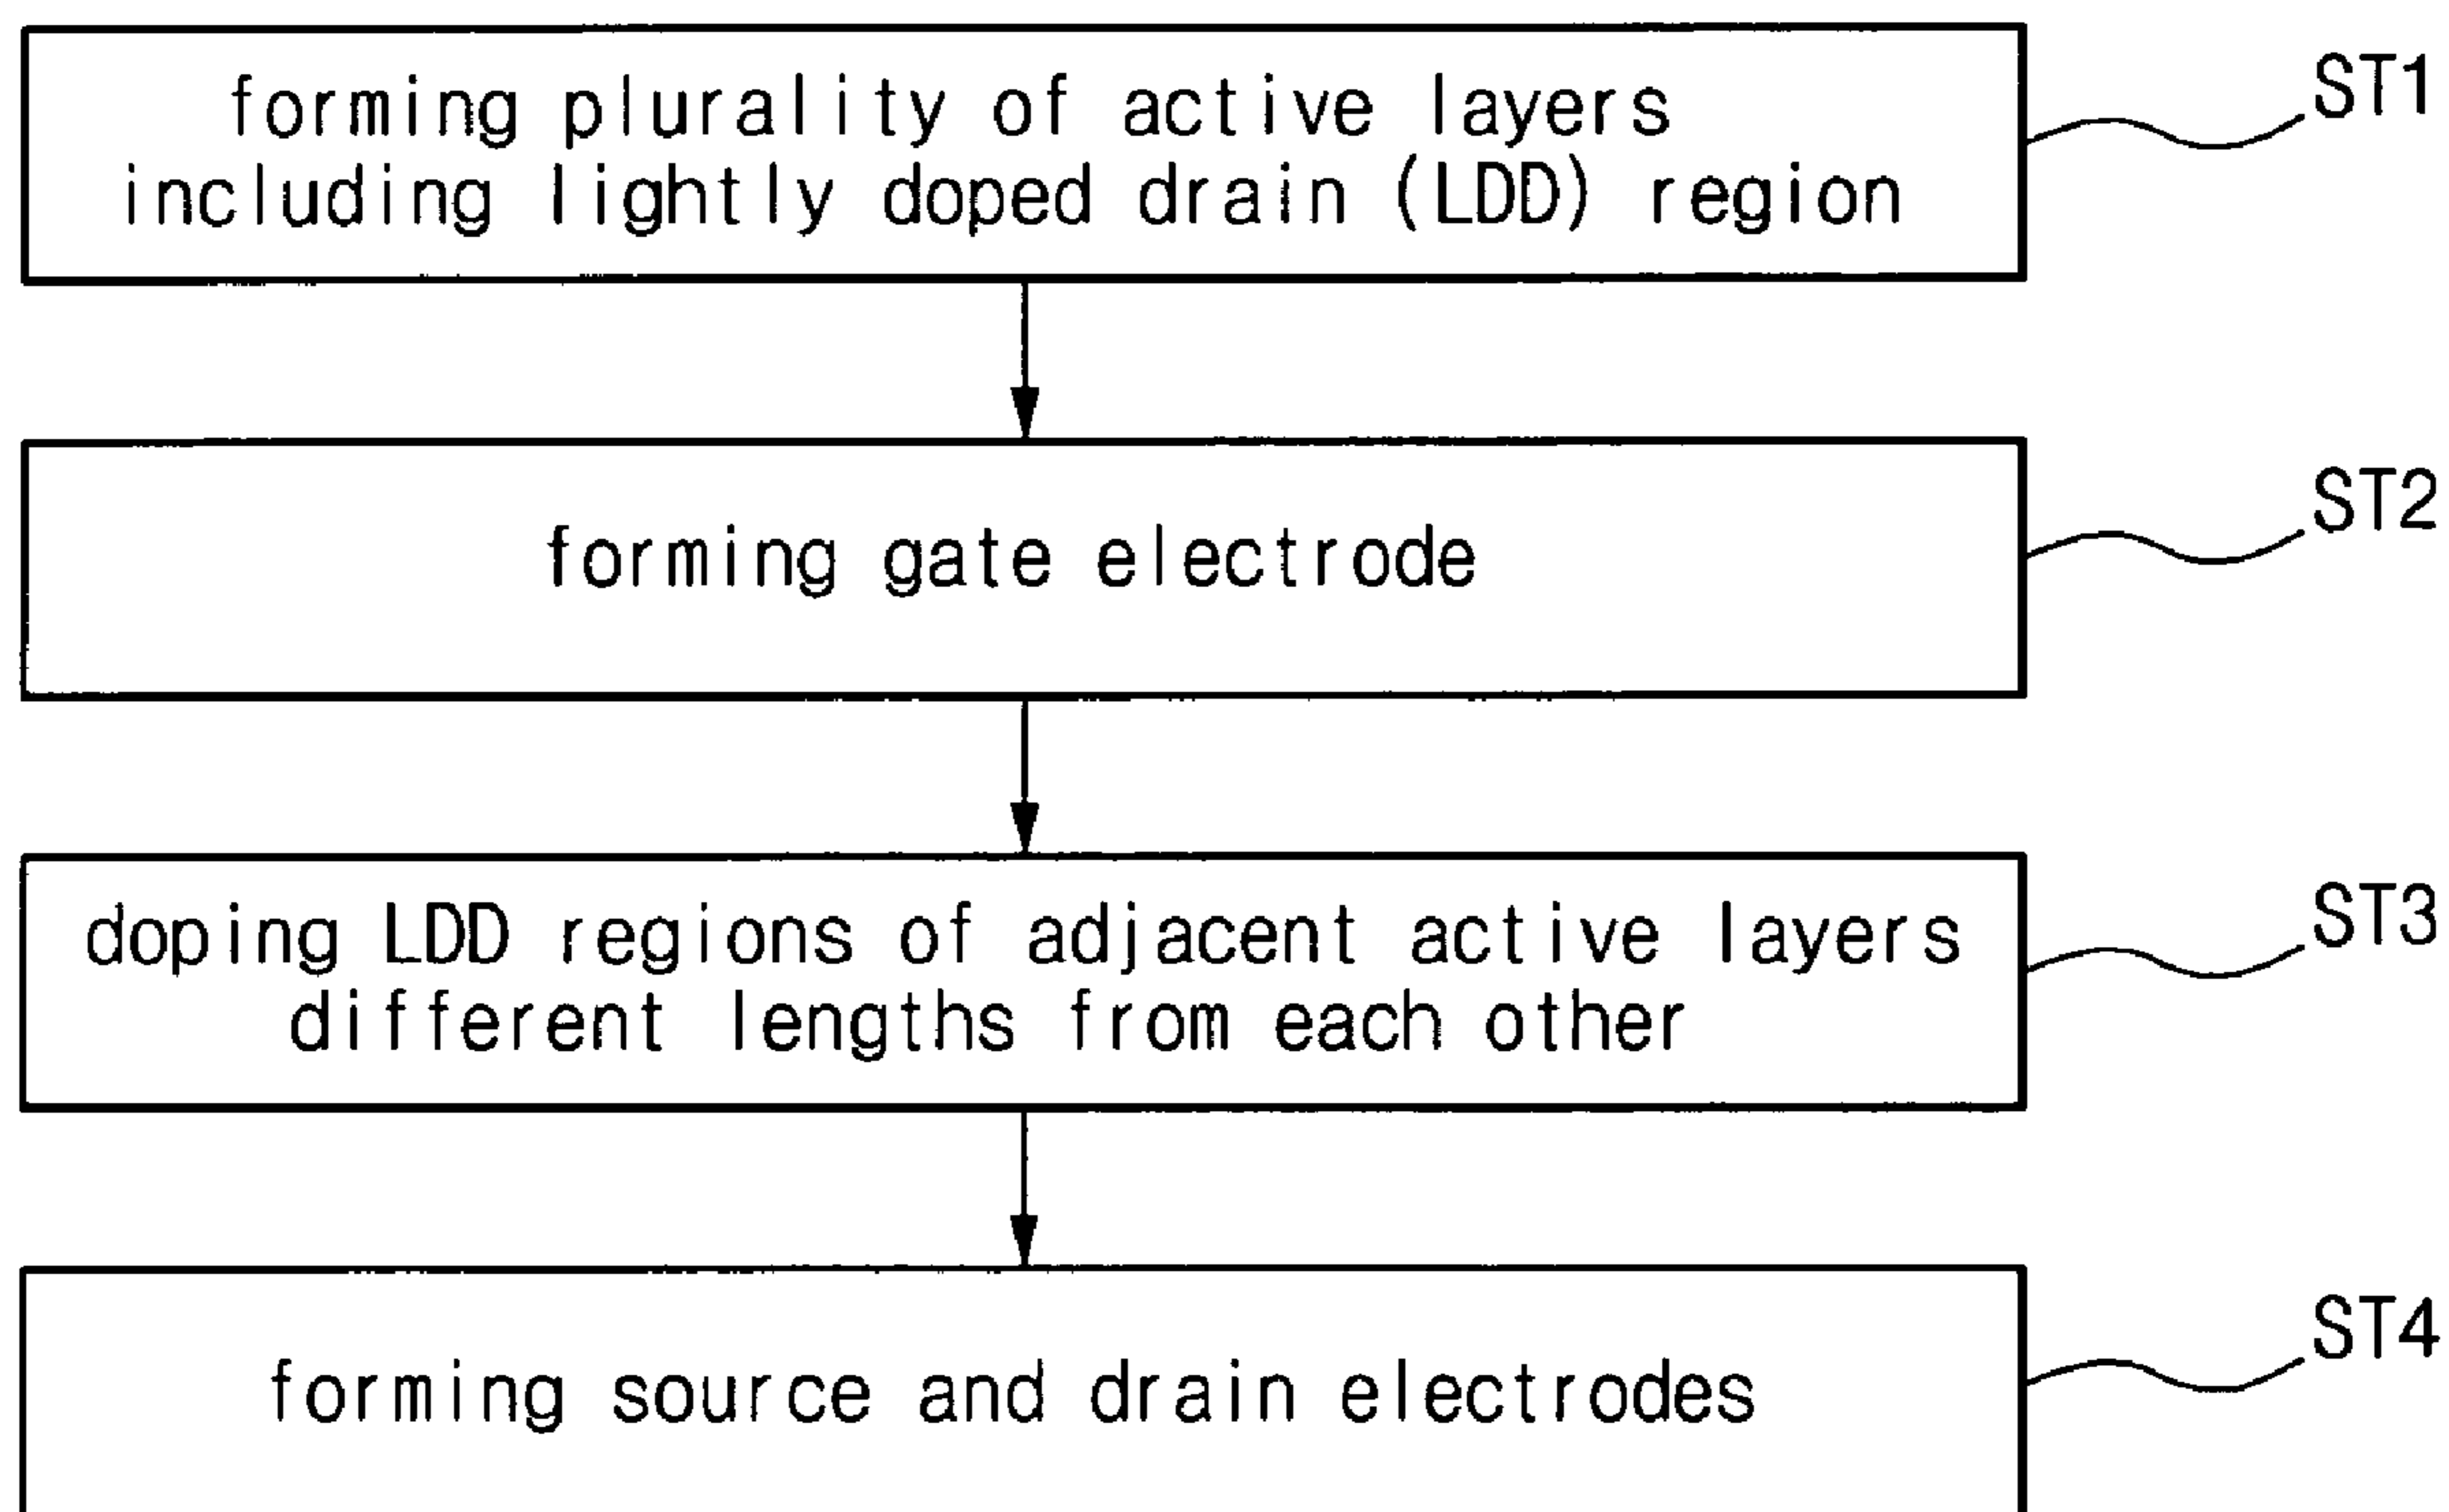 forming plurality of active layers
including lightly doped drain (LDD) region
ST1
forming gate electrode
ST2
doping LDD regions of adjacent active layers
different lengths from each other
ST3
forming source and drain electrodes
ST4